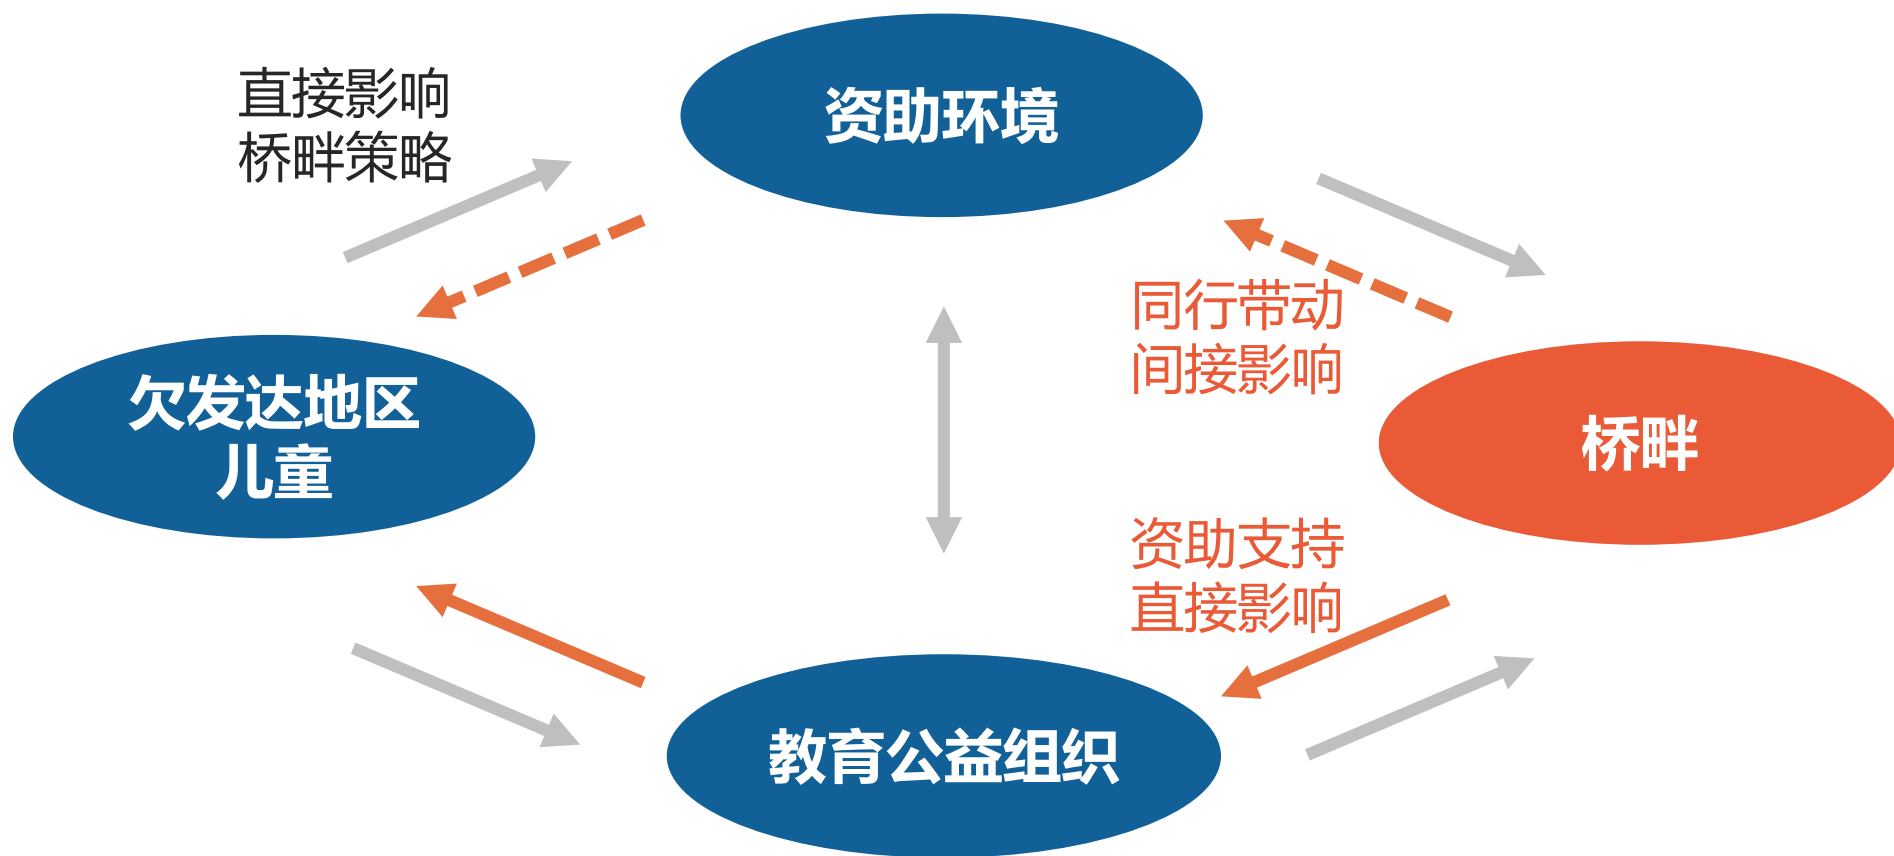 直接影响
桥畔策略
资助环境
同行带动
间接影响
欠发达地区
儿童
桥畔
资助支持
直接影响
教育公益组织